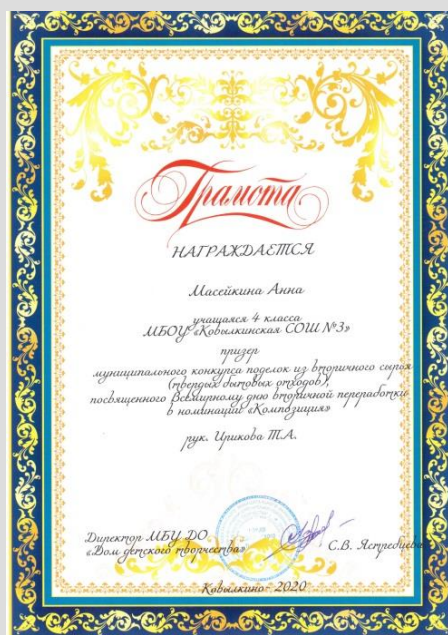 Грамота
НАГРАЖДАЕТСЯ
Масейкина Анна
учащаяся 4 класса
МБОУ «Ковылкинская СОШ №3»
призер
муниципального конкурса поделок из вторичного сырья
(твердых бытовых отходов),
посвященного Всемирному дню вторичной переработки
в номинации «Композиция»
рук. Ирикова Т.А.
Директор МБУ ДО
«Дом детского творчества»
С.В. Ястребцева
Ковылкино- 2020